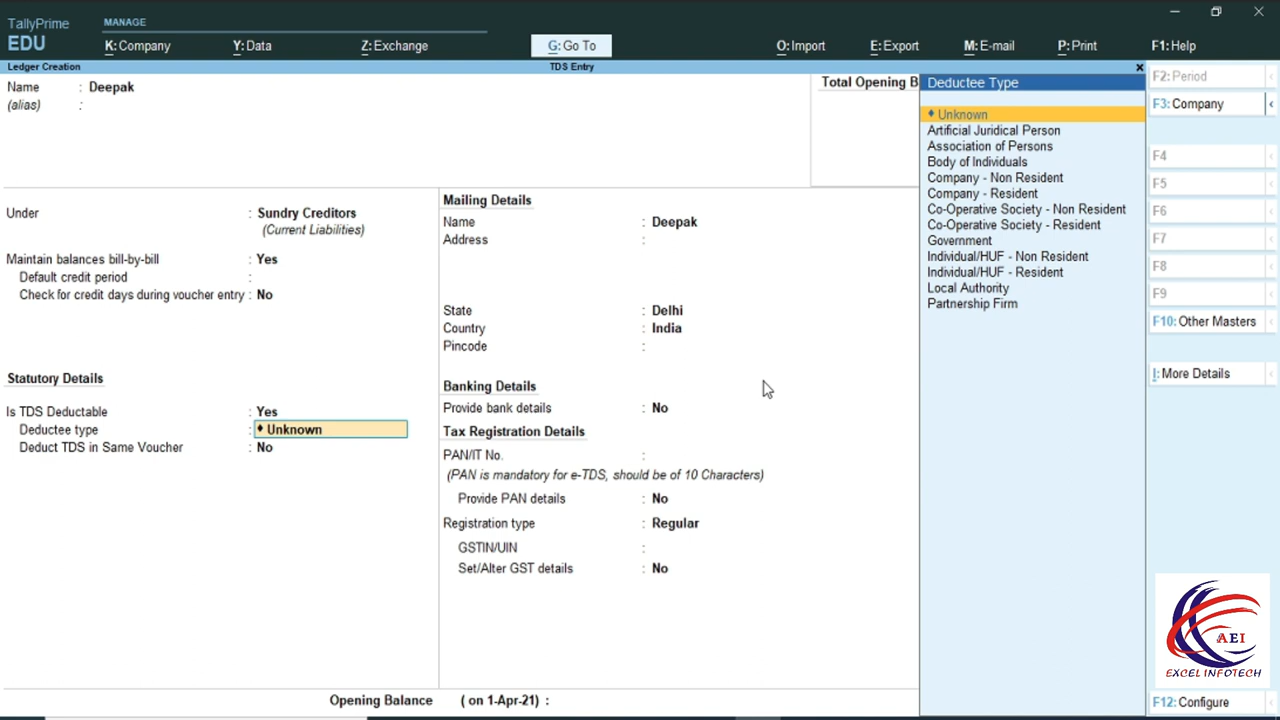 TallyPrime
EDU
MANAGE
K: Company
Y: Data
Z: Exchange
G: Go To
O: Import
E: Export
M: E-mail
P: Print
F1: Help
Ledger Creation
TDS Entry
Name : Deepak
(alias) :
Total Opening B
Under : Sundry Creditors
(Current Liabilities)
Maintain balances bill-by-bill : Yes
Default credit period :
Check for credit days during voucher entry : No
Statutory Details
Is TDS Deductable : Yes
Deductee type : ♦ Unknown
Deduct TDS in Same Voucher : No
Mailing Details
Name : Deepak
Address :
State : Delhi
Country : India
Pincode :
Banking Details
Provide bank details : No
Tax Registration Details
PAN/IT No. :
(PAN is mandatory for e-TDS, should be of 10 Characters)
Provide PAN details : No
Registration type : Regular
GSTIN/UIN :
Set/Alter GST details : No
Opening Balance ( on 1-Apr-21) :
Deductee Type
♦ Unknown
Artificial Juridical Person
Association of Persons
Body of Individuals
Company - Non Resident
Company - Resident
Co-Operative Society - Non Resident
Co-Operative Society - Resident
Government
Individual/HUF - Non Resident
Individual/HUF - Resident
Local Authority
Partnership Firm
F2: Period
F3: Company
F4
F5
F6
F7
F8
F9
F10: Other Masters
I: More Details
AEI
EXCEL INFOTECH
F12: Configure